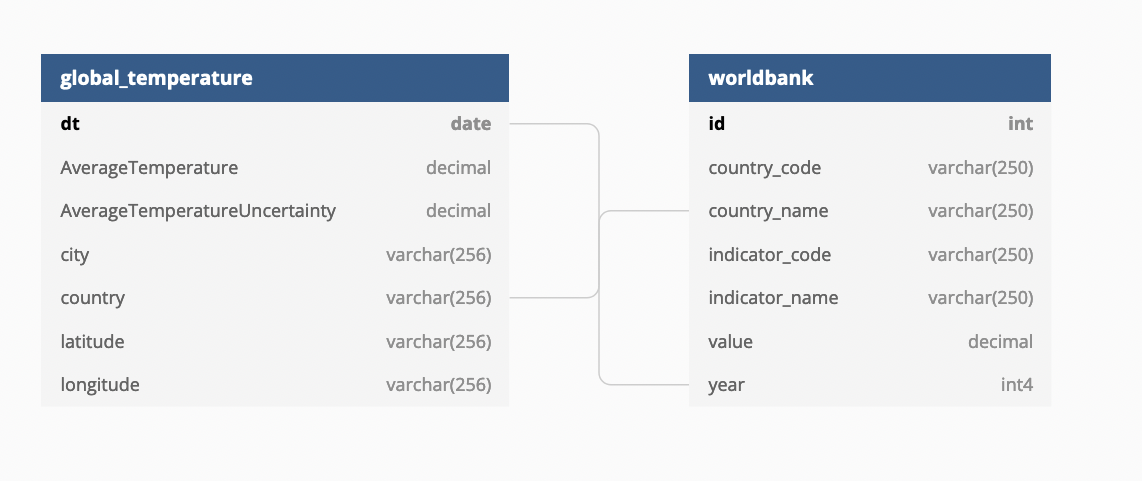 global_temperature
dt date
AverageTemperature decimal
AverageTemperatureUncertainty decimal
city varchar(256)
country varchar(256)
latitude varchar(256)
longitude varchar(256)
worldbank
id int
country_code varchar(250)
country_name varchar(250)
indicator_code varchar(250)
indicator_name varchar(250)
value decimal
year int4